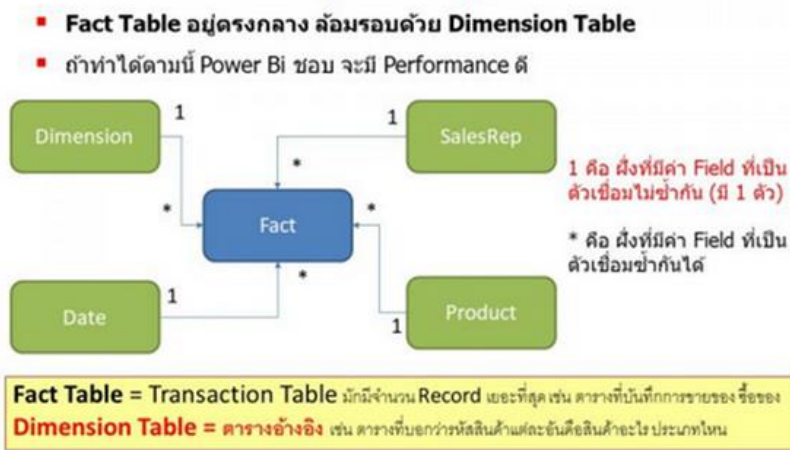 Fact Table อยู่ตรงกลาง ล้อมรอบด้วย Dimension Table
ถ้าทำได้ตามนี้ Power Bi ชอบ จะมี Performance ดี
Dimension
1
*
SalesRep
1
*
Fact
Date
1
*
Product
1
*
1 คือ ฝั่งที่มีค่า Field ที่เป็น
ตัวเชื่อมไม่ซ้ำกัน (มี 1 ตัว)
* คือ ฝั่งที่มีค่า Field ที่เป็น
ตัวเชื่อมซ้ำกันได้
Fact Table = Transaction Table มักมีจำนวน Record เยอะที่สุด เช่น ตารางที่บันทึกการขายของ ซื้อของ
Dimension Table = ตารางอ้างอิง เช่น ตารางที่บอกว่ารหัสสินค้าแต่ละอันคือสินค้าอะไร ประเภทไหน